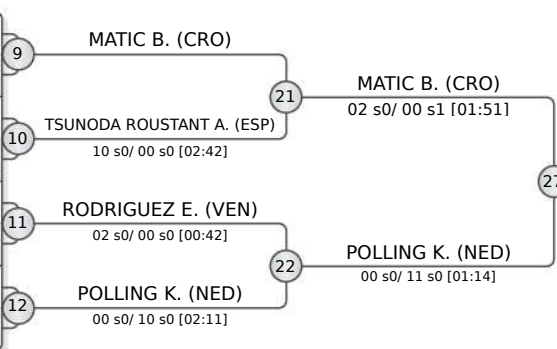 MATIC B. (CRO)
9
MATIC B. (CRO)
21
02 s0/ 00 s1 [01:51]
TSUNODA ROUSTANT A. (ESP)
10
10 s0/ 00 s0 [02:42]
27
RODRIGUEZ E. (VEN)
11
02 s0/ 00 s0 [00:42]
POLLING K. (NED)
22
00 s0/ 11 s0 [01:14]
POLLING K. (NED)
12
00 s0/ 10 s0 [02:11]